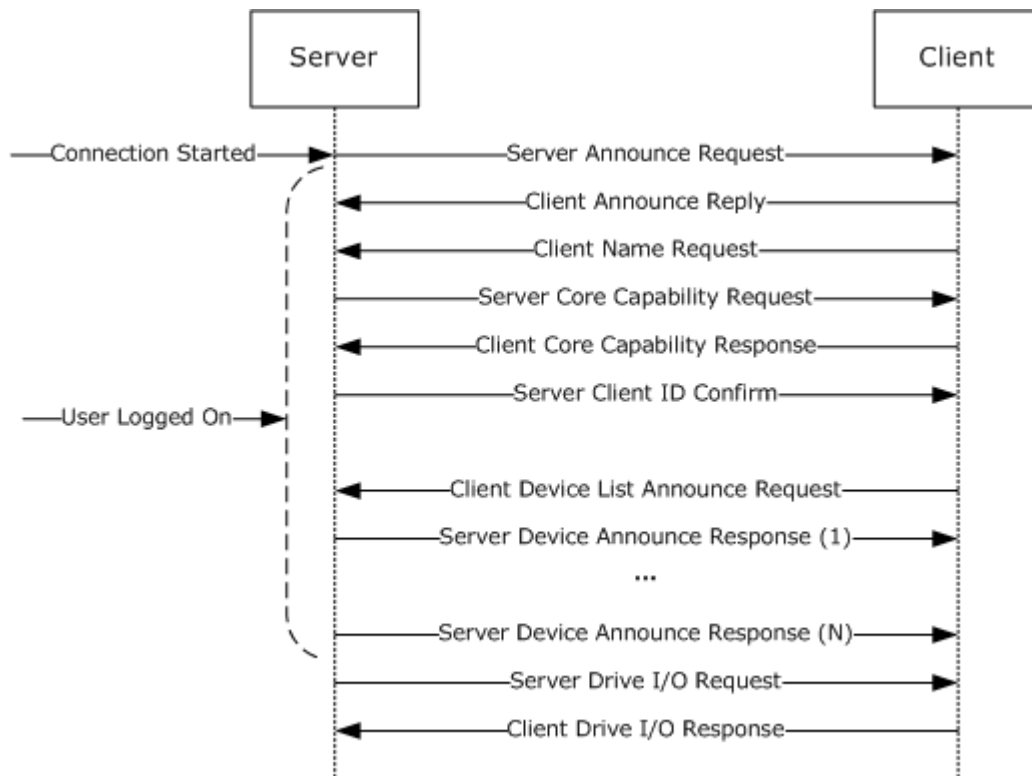 Server
Client
Connection Started
Server Announce Request
Client Announce Reply
Client Name Request
Server Core Capability Request
Client Core Capability Response
Server Client ID Confirm
User Logged On
Client Device List Announce Request
Server Device Announce Response (1)
...
Server Device Announce Response (N)
Server Drive I/O Request
Client Drive I/O Response